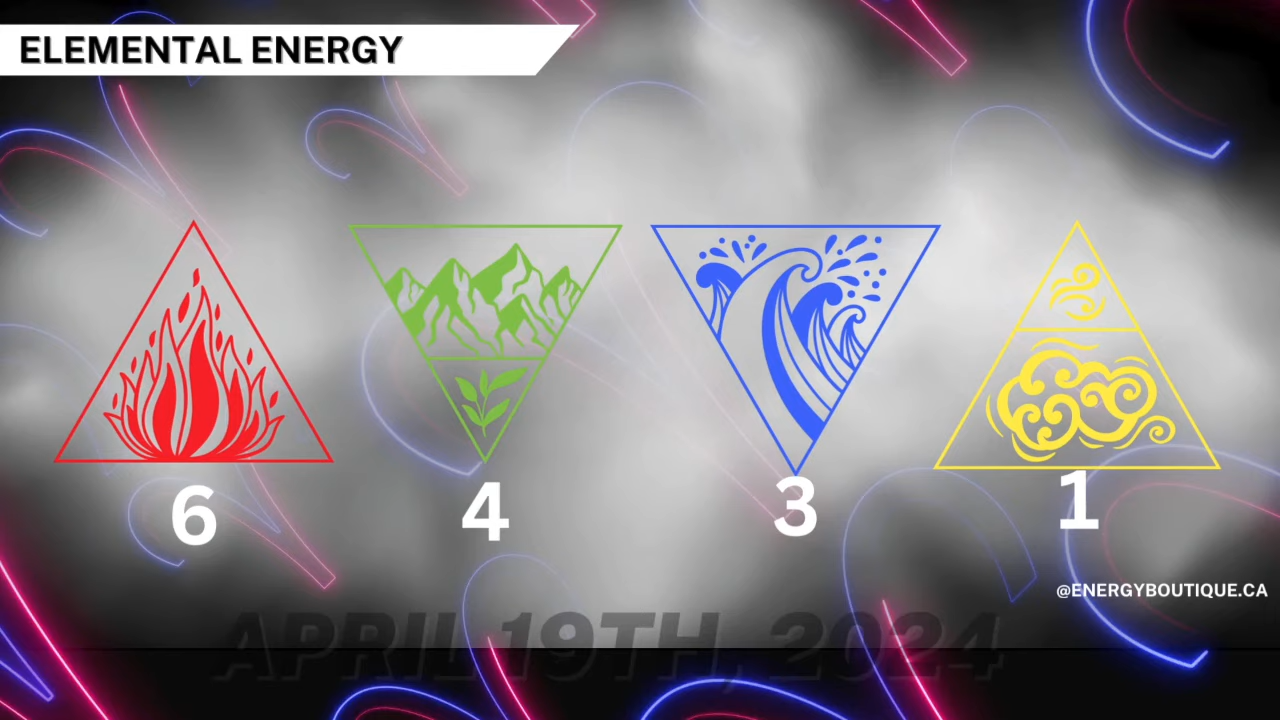 ELEMENTAL ENERGY
6 4 3 1
@ENERGYBOUTIQUE.CA
APRIL 19TH, 2024